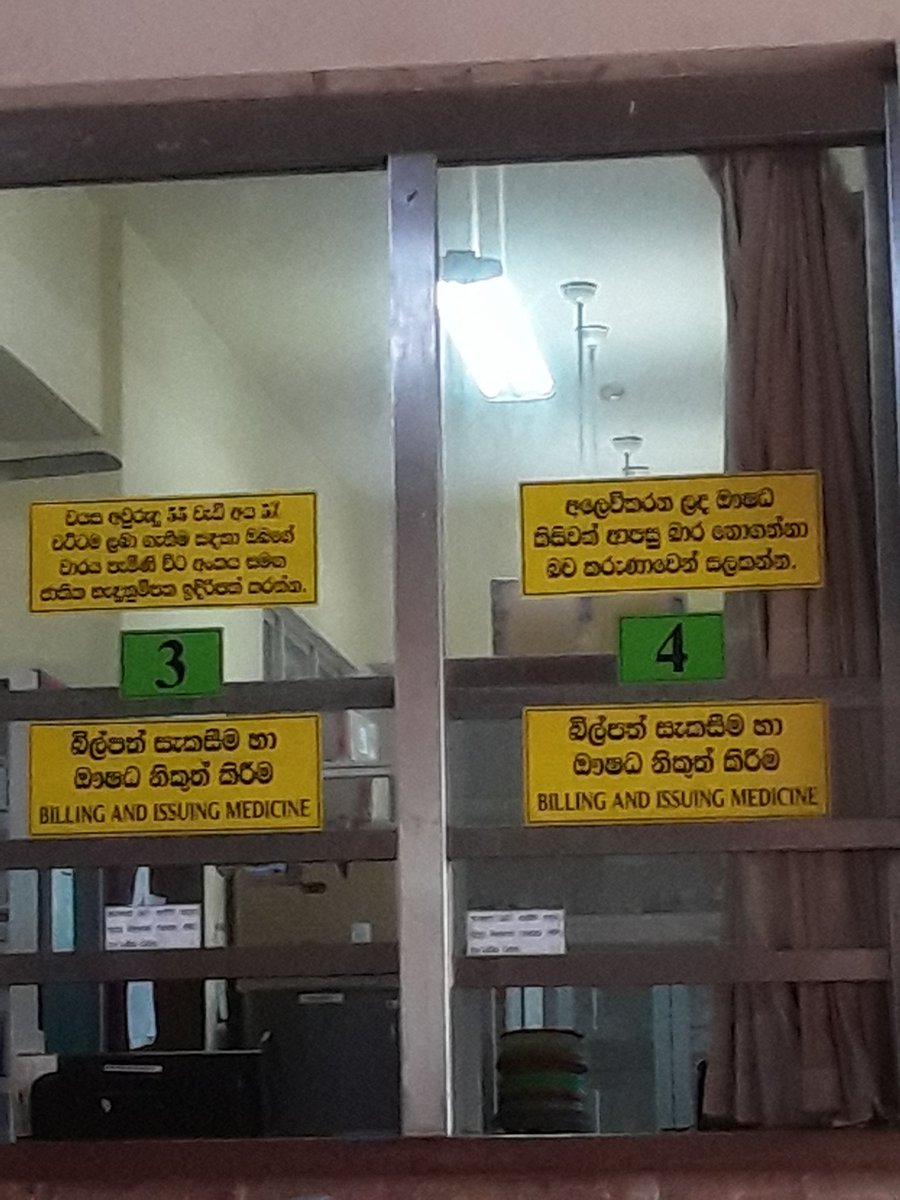 වයස අවුරුදු 55 වැඩි අය 5%
වට්ටම ලබා ගැනීම සඳහා ඔබගේ
වාරය පැමිණි විට අංකය සමඟ
ජාතික හැඳුනුම්පත ඉදිරිපත් කරන්න.
3
බිල්පත් සැකසීම හා
ඖෂධ නිකුත් කිරීම
BILLING AND ISSUING MEDICINE
අලෙවිකරන ලද ඖෂධ
කිසිවක් ආපසු භාර නොගන්නා
බව කරුණාවෙන් සලකන්න.
4
බිල්පත් සැකසීම හා
ඖෂධ නිකුත් කිරීම
BILLING AND ISSUING MEDICINE